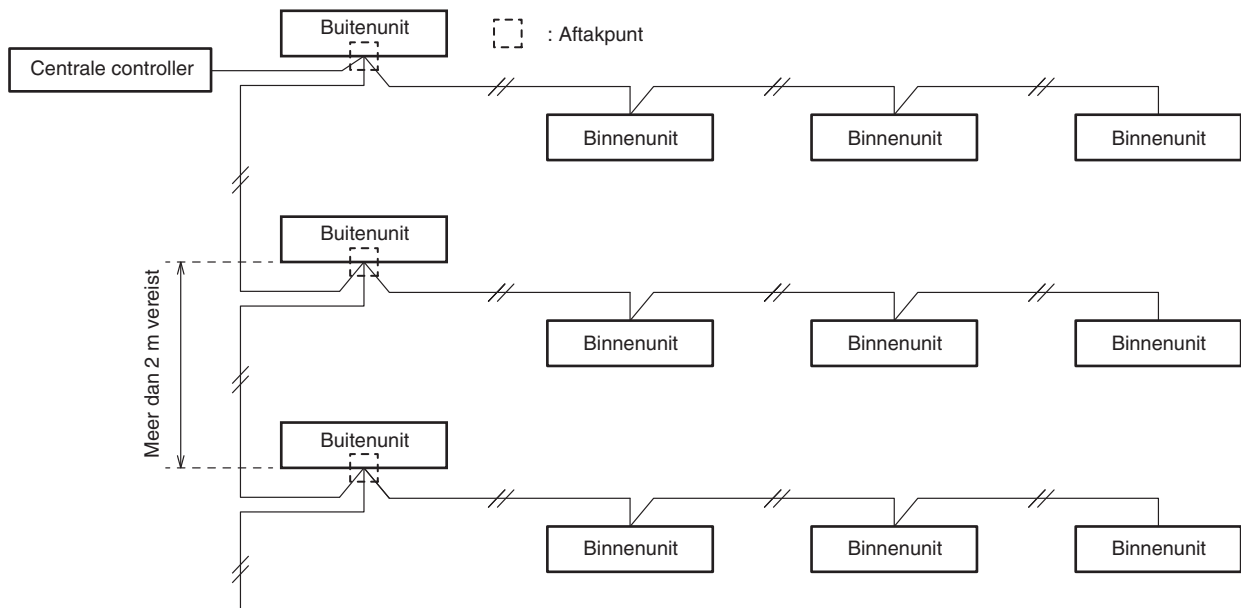 Buitenunit
: Aftakpunt
Centrale controller
Binnenunit
Binnenunit
Binnenunit
Buitenunit
Meer dan 2 m vereist
Binnenunit
Binnenunit
Binnenunit
Buitenunit
Binnenunit
Binnenunit
Binnenunit